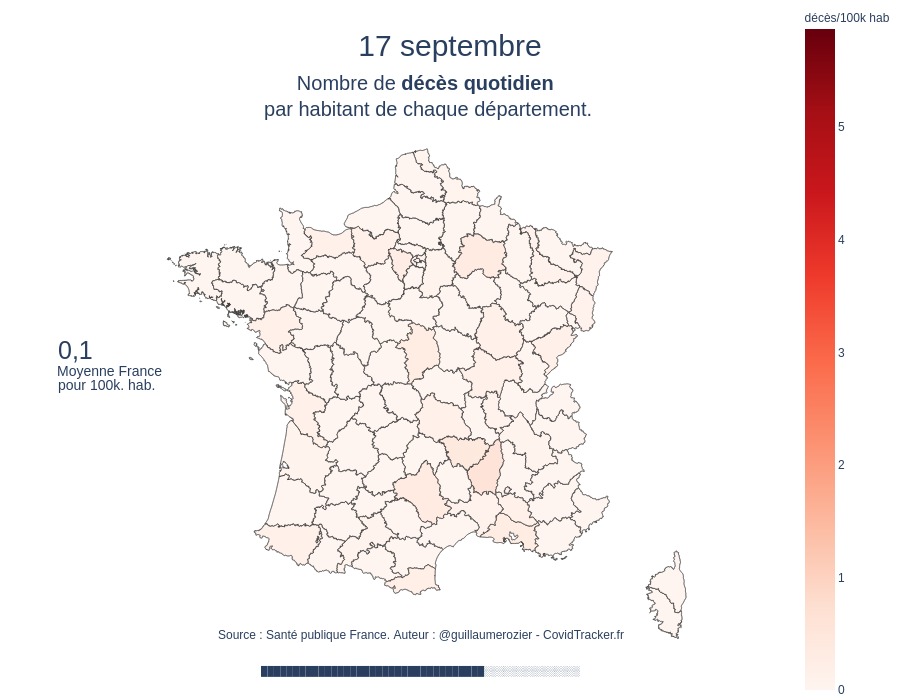 17 septembre
Nombre de décès quotidien
par habitant de chaque département.
décès/100k hab
5
4
3
2
1
0
0,1
Moyenne France
pour 100k. hab.
Source : Santé publique France. Auteur : @guillaumerozier - CovidTracker.fr